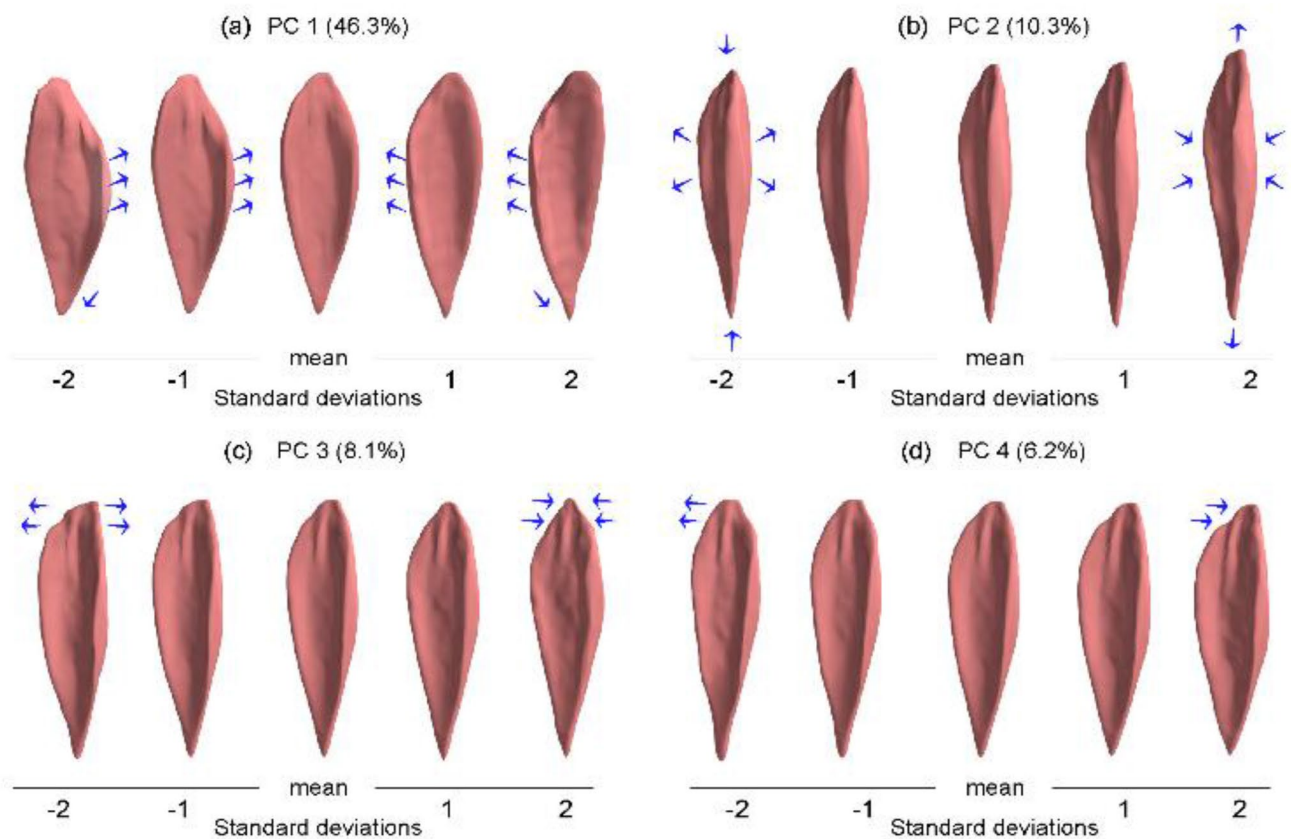 (a) PC 1 (46.3%)
(b) PC 2 (10.3%)
mean
-2 -1 1 2
Standard deviations
mean
-2 -1 1 2
Standard deviations
(c) PC 3 (8.1%)
(d) PC 4 (6.2%)
mean
-2 -1 1 2
Standard deviations
mean
-2 -1 1 2
Standard deviations